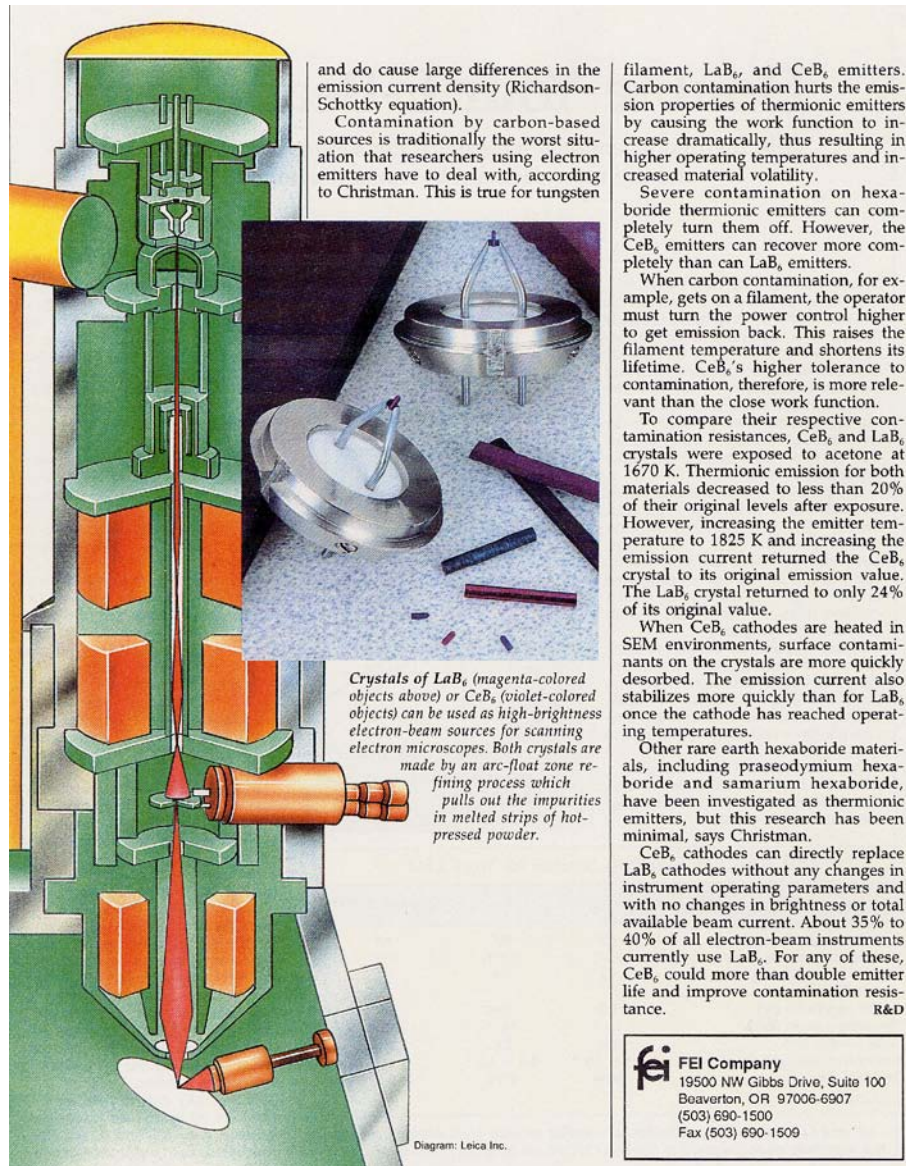 and do cause large differences in the
emission current density (Richardson-
Schottky equation).
Contamination by carbon-based
sources is traditionally the worst situ-
ation that researchers using electron
emitters have to deal with, according
to Christman. This is true for tungsten
Crystals of LaB₆ (magenta-colored
objects above) or CeB₆ (violet-colored
objects) can be used as high-brightness
electron-beam sources for scanning
electron microscopes. Both crystals are
made by an arc-float zone re-
fining process which
pulls out the impurities
in melted strips of hot-
pressed powder.
Diagram: Leica Inc.
filament, LaB₆, and CeB₆ emitters.
Carbon contamination hurts the emis-
sion properties of thermionic emitters
by causing the work function to in-
crease dramatically, thus resulting in
higher operating temperatures and in-
creased material volatility.
Severe contamination on hexa-
boride thermionic emitters can com-
pletely turn them off. However, the
CeB₆ emitters can recover more com-
pletely than can LaB₆ emitters.
When carbon contamination, for ex-
ample, gets on a filament, the operator
must turn the power control higher
to get emission back. This raises the
filament temperature and shortens its
lifetime. CeB₆'s higher tolerance to
contamination, therefore, is more rele-
vant than the close work function.
To compare their respective con-
tamination resistances, CeB₆ and LaB₆
crystals were exposed to acetone at
1670 K. Thermionic emission for both
materials decreased to less than 20%
of their original levels after exposure.
However, increasing the emitter tem-
perature to 1825 K and increasing the
emission current returned the CeB₆
crystal to its original emission value.
The LaB₆ crystal returned to only 24%
of its original value.
When CeB₆ cathodes are heated in
SEM environments, surface contami-
nants on the crystals are more quickly
desorbed. The emission current also
stabilizes more quickly than for LaB₆
once the cathode has reached operat-
ing temperatures.
Other rare earth hexaboride materi-
als, including praseodymium hexa-
boride and samarium hexaboride,
have been investigated as thermionic
emitters, but this research has been
minimal, says Christman.
CeB₆ cathodes can directly replace
LaB₆ cathodes without any changes in
instrument operating parameters and
with no changes in brightness or total
available beam current. About 35% to
40% of all electron-beam instruments
currently use LaB₆. For any of these,
CeB₆ could more than double emitter
life and improve contamination resis-
tance. R&D
fei FEI Company
19500 NW Gibbs Drive, Suite 100
Beaverton, OR 97006-6907
(503) 690-1500
Fax (503) 690-1509